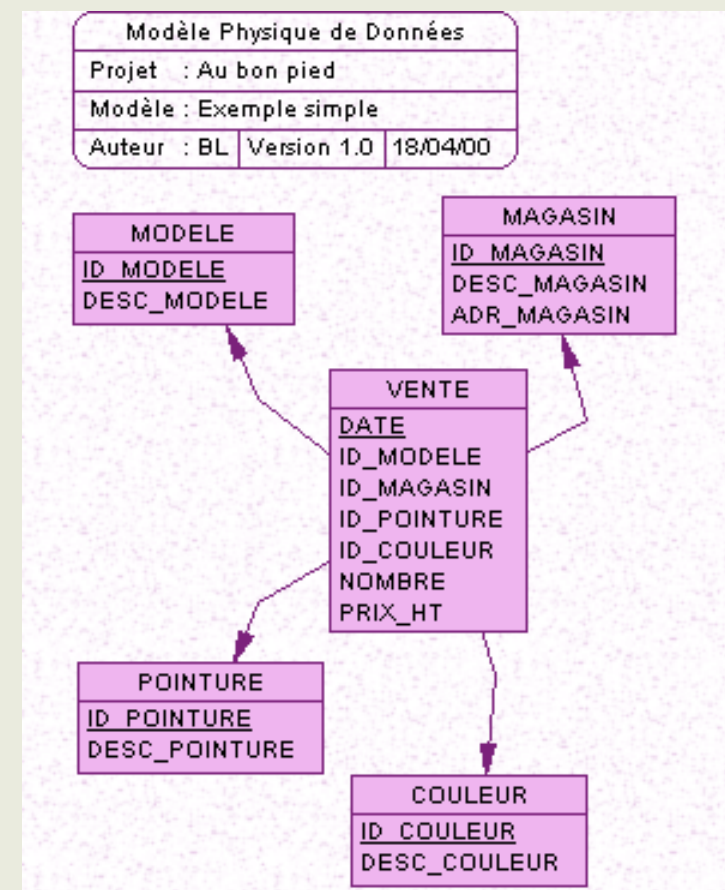 Modèle Physique de Données
Projet : Au bon pied
Modèle : Exemple simple
Auteur : BL Version 1.0 18/04/00
MODELE
ID_MODELE
DESC_MODELE
MAGASIN
ID_MAGASIN
DESC_MAGASIN
ADR_MAGASIN
VENTE
DATE
ID_MODELE
ID_MAGASIN
ID_POINTURE
ID_COULEUR
NOMBRE
PRIX_HT
POINTURE
ID_POINTURE
DESC_POINTURE
COULEUR
ID_COULEUR
DESC_COULEUR